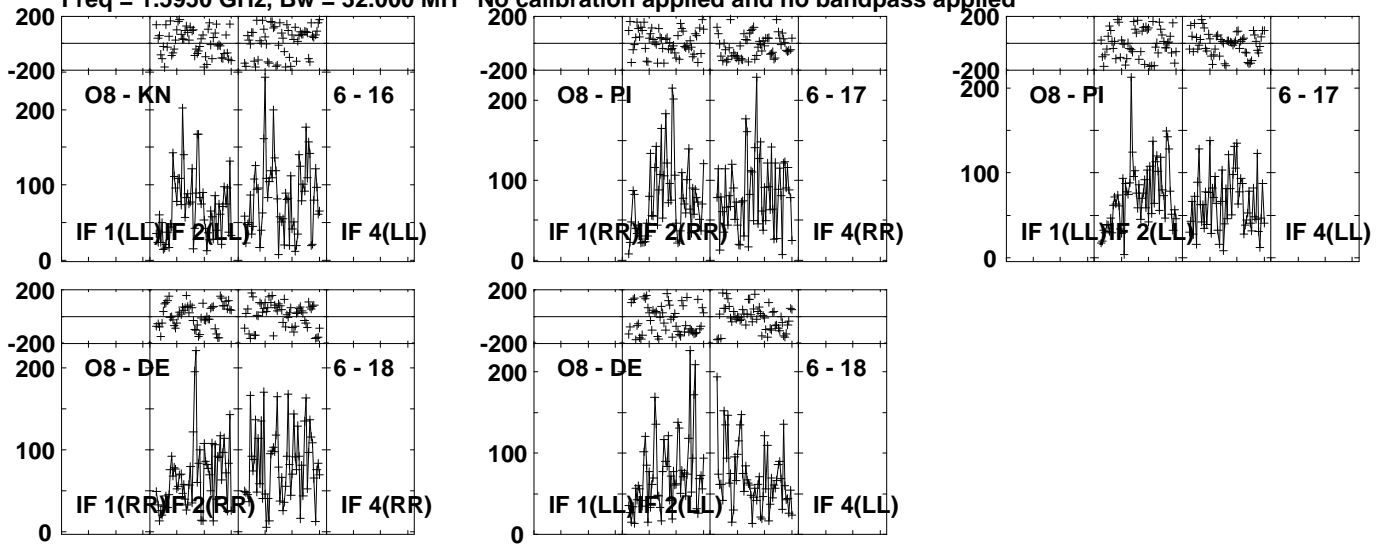 Freq = 1.5950 GHz, Bw = 32.000 MH No calibration applied and no bandpass applied
200
-200
200
100
0
O8 - KN
6 - 16
IF 1(LL)
IF 2(LL)
IF 4(LL)
200
-200
200
100
0
O8 - PI
6 - 17
IF 1(RR)
IF 2(RR)
IF 4(RR)
200
-200
200
100
0
O8 - PI
6 - 17
IF 1(LL)
IF 2(LL)
IF 4(LL)
200
-200
200
100
0
O8 - DE
6 - 18
IF 1(RR)
IF 2(RR)
IF 4(RR)
200
-200
200
100
0
O8 - DE
6 - 18
IF 1(LL)
IF 2(LL)
IF 4(LL)